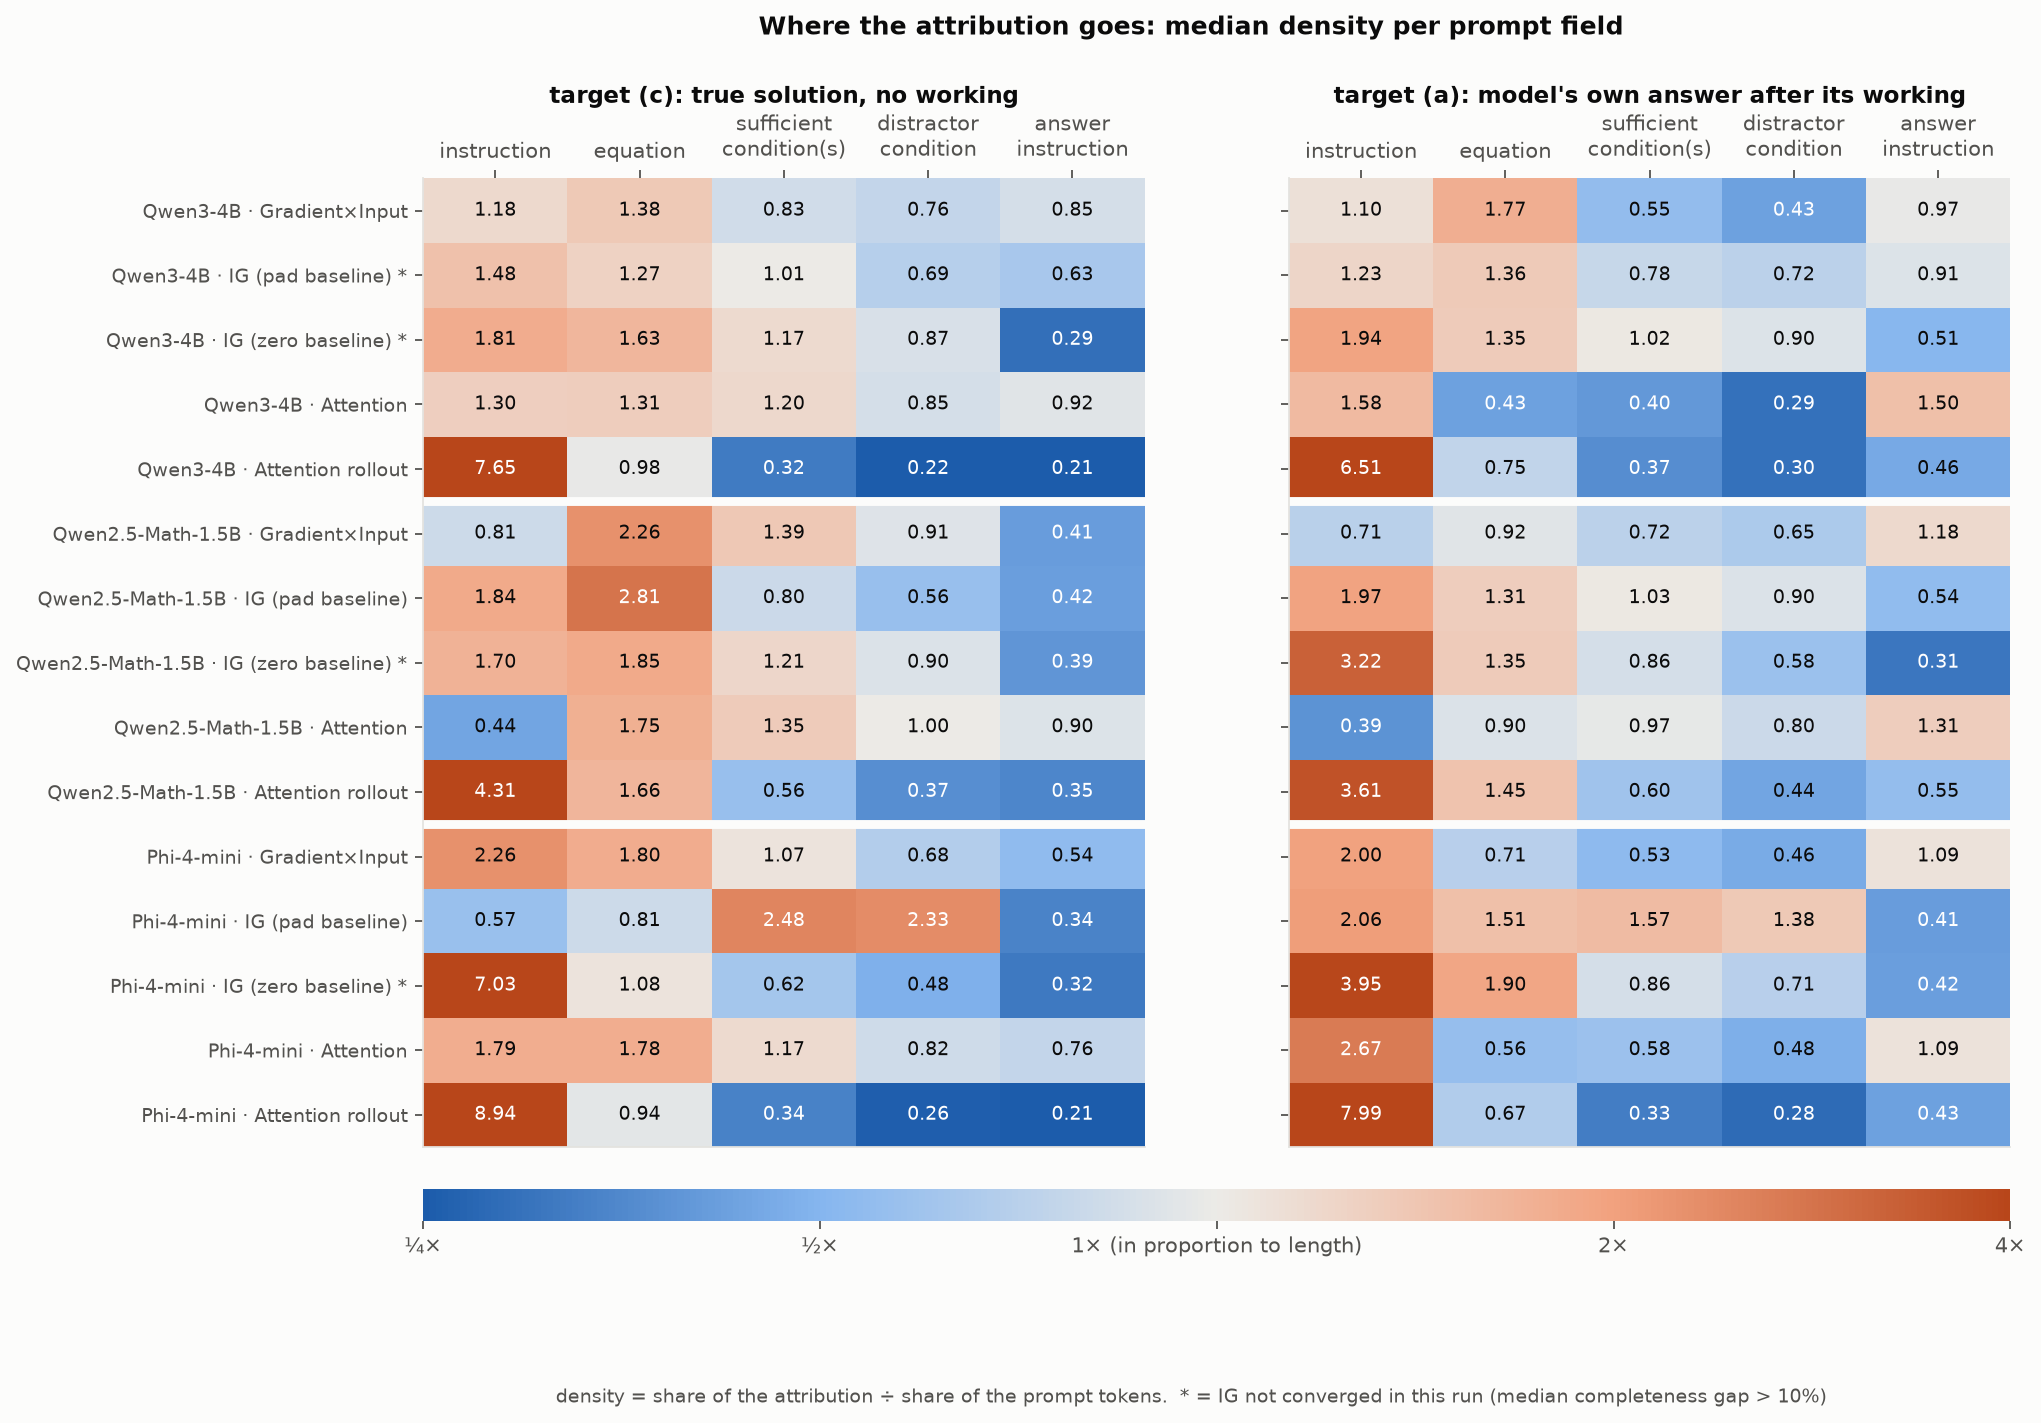 Where the attribution goes: median density per prompt field
target (c): true solution, no working
instruction equation sufficient condition(s) distractor condition answer instruction
target (a): model's own answer after its working
instruction equation sufficient condition(s) distractor condition answer instruction
Qwen3-4B · Gradient×Input 1.18 1.38 0.83 0.76 0.85 1.10 1.77 0.55 0.43 0.97
Qwen3-4B · IG (pad baseline) * 1.48 1.27 1.01 0.69 0.63 1.23 1.36 0.78 0.72 0.91
Qwen3-4B · IG (zero baseline) * 1.81 1.63 1.17 0.87 0.29 1.94 1.35 1.02 0.90 0.51
Qwen3-4B · Attention 1.30 1.31 1.20 0.85 0.92 1.58 0.43 0.40 0.29 1.50
Qwen3-4B · Attention rollout 7.65 0.98 0.32 0.22 0.21 6.51 0.75 0.37 0.30 0.46
Qwen2.5-Math-1.5B · Gradient×Input 0.81 2.26 1.39 0.91 0.41 0.71 0.92 0.72 0.65 1.18
Qwen2.5-Math-1.5B · IG (pad baseline) 1.84 2.81 0.80 0.56 0.42 1.97 1.31 1.03 0.90 0.54
Qwen2.5-Math-1.5B · IG (zero baseline) * 1.70 1.85 1.21 0.90 0.39 3.22 1.35 0.86 0.58 0.31
Qwen2.5-Math-1.5B · Attention 0.44 1.75 1.35 1.00 0.90 0.39 0.90 0.97 0.80 1.31
Qwen2.5-Math-1.5B · Attention rollout 4.31 1.66 0.56 0.37 0.35 3.61 1.45 0.60 0.44 0.55
Phi-4-mini · Gradient×Input 2.26 1.80 1.07 0.68 0.54 2.00 0.71 0.53 0.46 1.09
Phi-4-mini · IG (pad baseline) 0.57 0.81 2.48 2.33 0.34 2.06 1.51 1.57 1.38 0.41
Phi-4-mini · IG (zero baseline) * 7.03 1.08 0.62 0.48 0.32 3.95 1.90 0.86 0.71 0.42
Phi-4-mini · Attention 1.79 1.78 1.17 0.82 0.76 2.67 0.56 0.58 0.48 1.09
Phi-4-mini · Attention rollout 8.94 0.94 0.34 0.26 0.21 7.99 0.67 0.33 0.28 0.43
¼× ½× 1× (in proportion to length) 2× 4×
density = share of the attribution ÷ share of the prompt tokens. * = IG not converged in this run (median completeness gap > 10%)